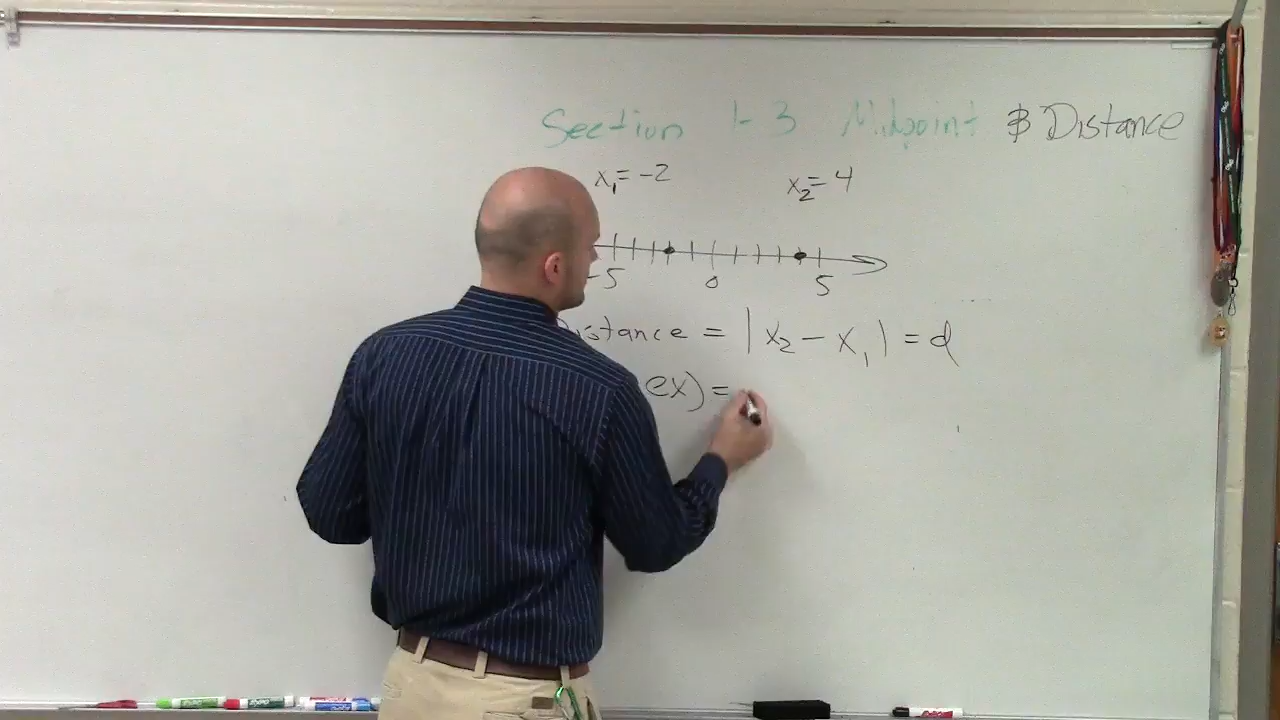 Section 1-3 Midpoint & Distance
x₁=-2 x₂=4
-5 0 5
Distance = |x₂-x₁| = d
ex) =